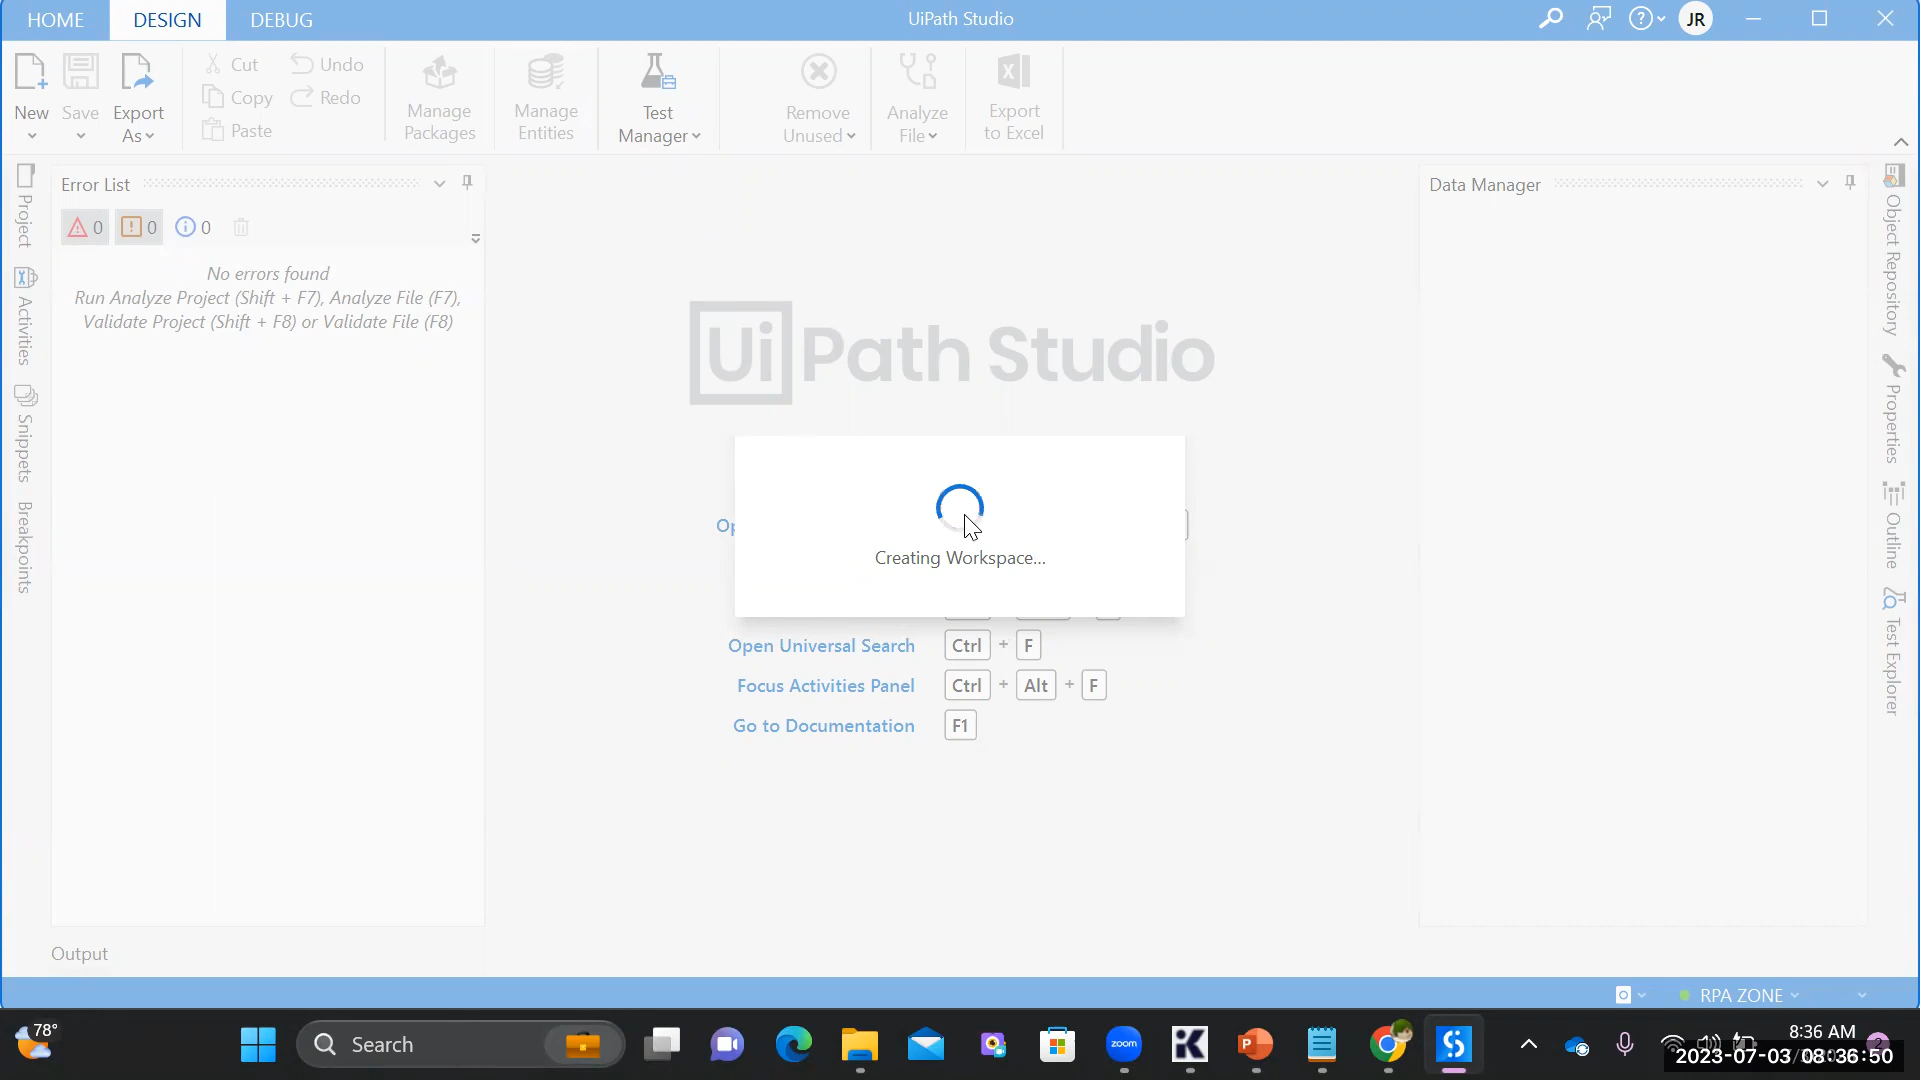 HOME
DESIGN
DEBUG
UiPath Studio
JR
New
Save
Export
As
Cut
Copy
Paste
Undo
Redo
Manage
Packages
Manage
Entities
Test
Manager
Remove
Unused
Analyze
File
Export
to Excel
Project
Activities
Snippets
Breakpoints
Error List
0
0
0
No errors found
Run Analyze Project (Shift + F7), Analyze File (F7),
Validate Project (Shift + F8) or Validate File (F8)
Ui Path Studio
Creating Workspace...
Open Universal Search Ctrl + F
Focus Activities Panel Ctrl + Alt + F
Go to Documentation F1
Data Manager
Object Repository
Properties
Outline
Test Explorer
Output
RPA ZONE
78°
Search
zoom
8:36 AM
2023-07-03 08:36:50